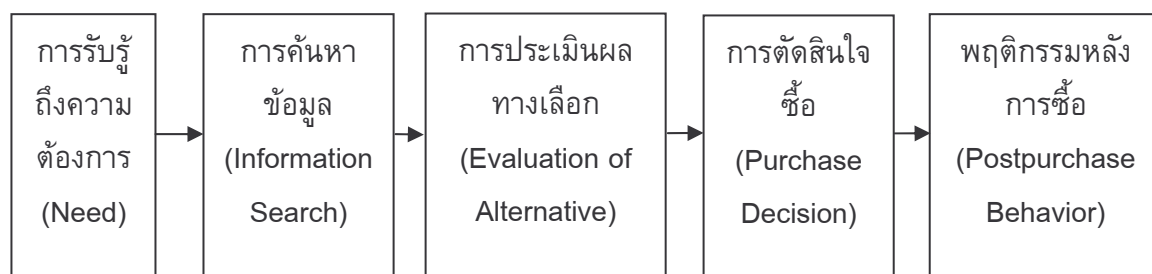 การรับรู้
ถึงความ
ต้องการ
(Need)
การค้นหา
ข้อมูล
(Information
Search)
การประเมินผล
ทางเลือก
(Evaluation of
Alternative)
การตัดสินใจ
ซื้อ
(Purchase
Decision)
พฤติกรรมหลัง
การซื้อ
(Postpurchase
Behavior)